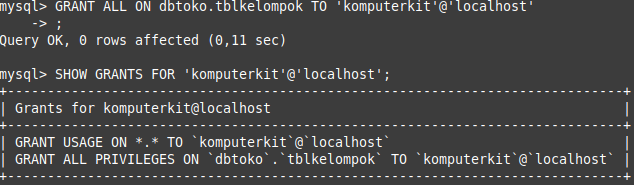 mysql> GRANT ALL ON dbtoko.tblkelompok TO 'komputerkit'@'localhost'
    -> ;
Query OK, 0 rows affected (0,11 sec)

mysql> SHOW GRANTS FOR 'komputerkit'@'localhost';
+---------------------------------------------------------------------------+
| Grants for komputerkit@localhost                                          |
+---------------------------------------------------------------------------+
| GRANT USAGE ON *.* TO `komputerkit`@`localhost`                           |
| GRANT ALL PRIVILEGES ON `dbtoko`.`tblkelompok` TO `komputerkit`@`localhost` |
+---------------------------------------------------------------------------+